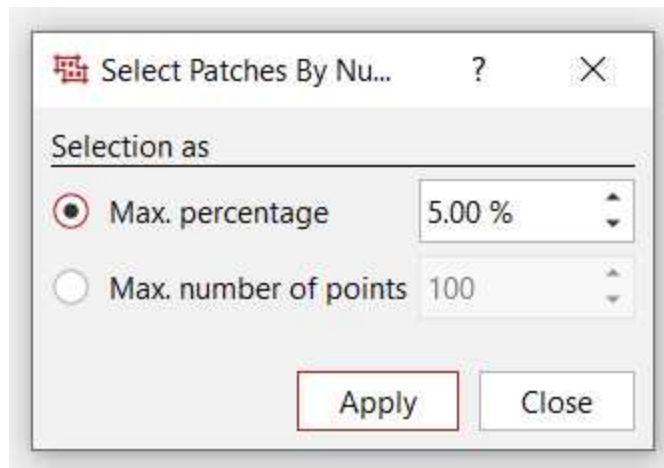 Select Patches By Nu... ?
Selection as
Max. percentage 5.00 %
Max. number of points 100
Apply Close